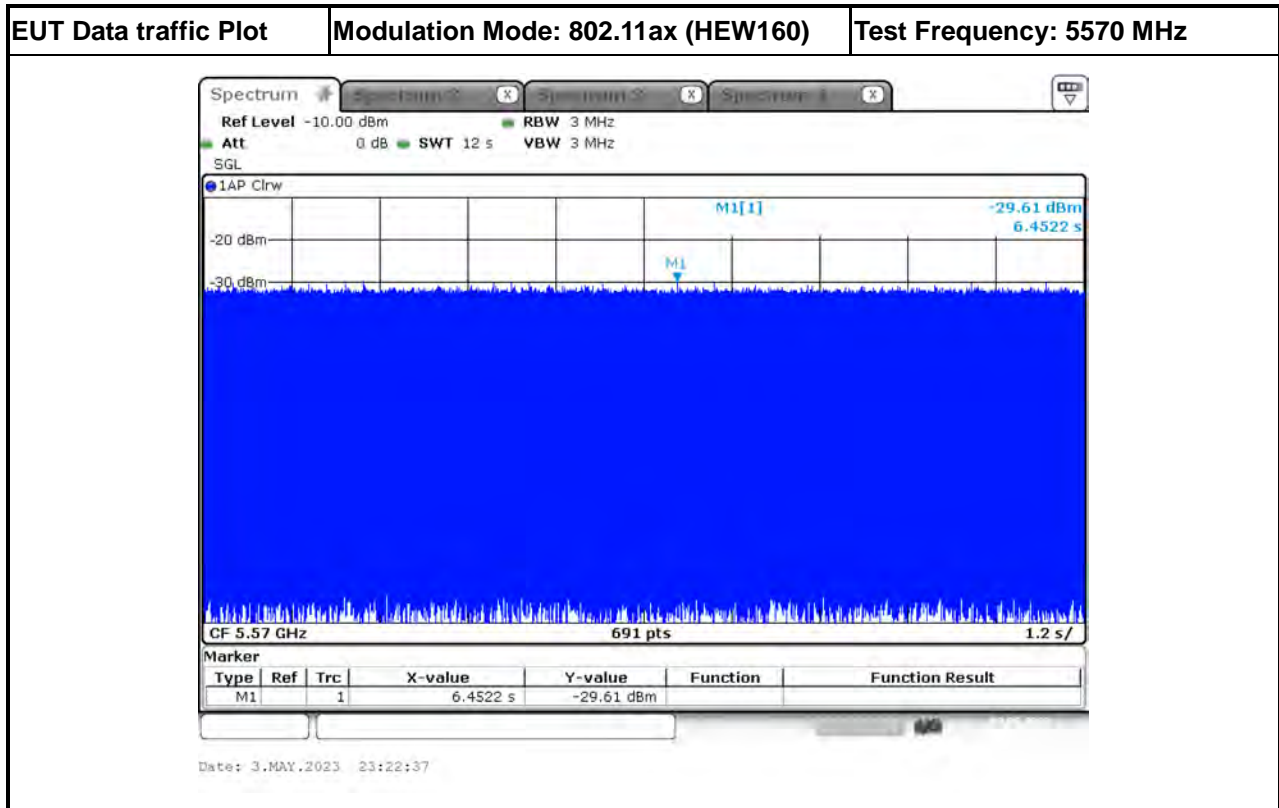 EUT Data traffic Plot Modulation Mode: 802.11ax (HEW160) Test Frequency: 5570 MHz
Spectrum X X X
Ref Level -10.00 dBm RBW 3 MHz
Att 0 dB SWT 12 s VBW 3 MHz
SGL
1AP Clrw
M1[1] -29.61 dBm
6.4522 s
-20 dBm
M1
-30 dBm
CF 5.57 GHz 691 pts 1.2 s/
Marker
Type Ref Trc X-value Y-value Function Function Result
M1 1 6.4522 s -29.61 dBm
Date: 3.MAY.2023 23:22:37